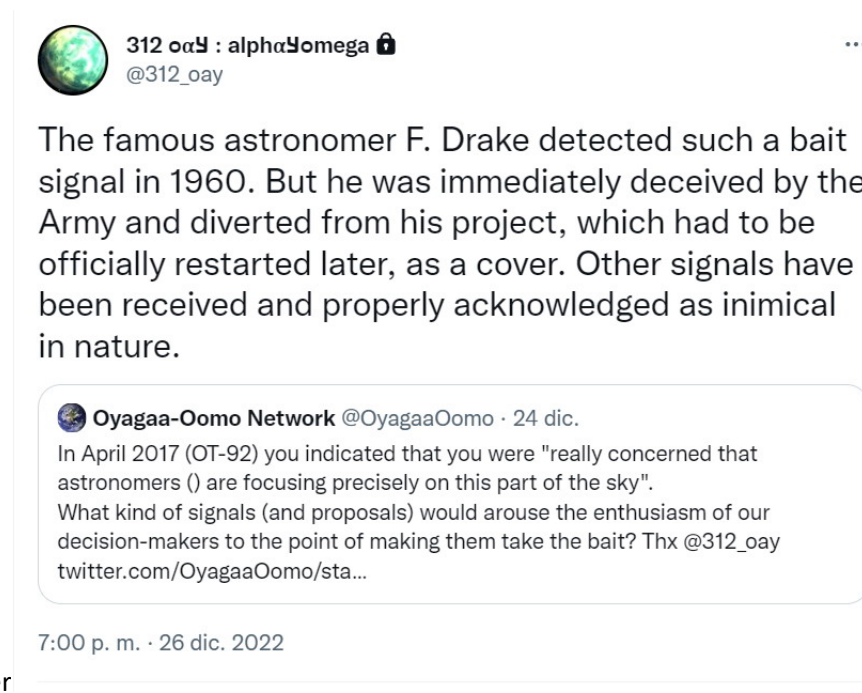 312 oαУ : alphαУomega
@312_oay
The famous astronomer F. Drake detected such a bait
signal in 1960. But he was immediately deceived by the
Army and diverted from his project, which had to be
officially restarted later, as a cover. Other signals have
been received and properly acknowledged as inimical
in nature.
Oyagaa-Oomo Network @OyagaaOomo · 24 dic.
In April 2017 (OT-92) you indicated that you were "really concerned that
astronomers () are focusing precisely on this part of the sky".
What kind of signals (and proposals) would arouse the enthusiasm of our
decision-makers to the point of making them take the bait? Thx @312_oay
twitter.com/OyagaaOomo/sta...
7:00 p. m. · 26 dic. 2022